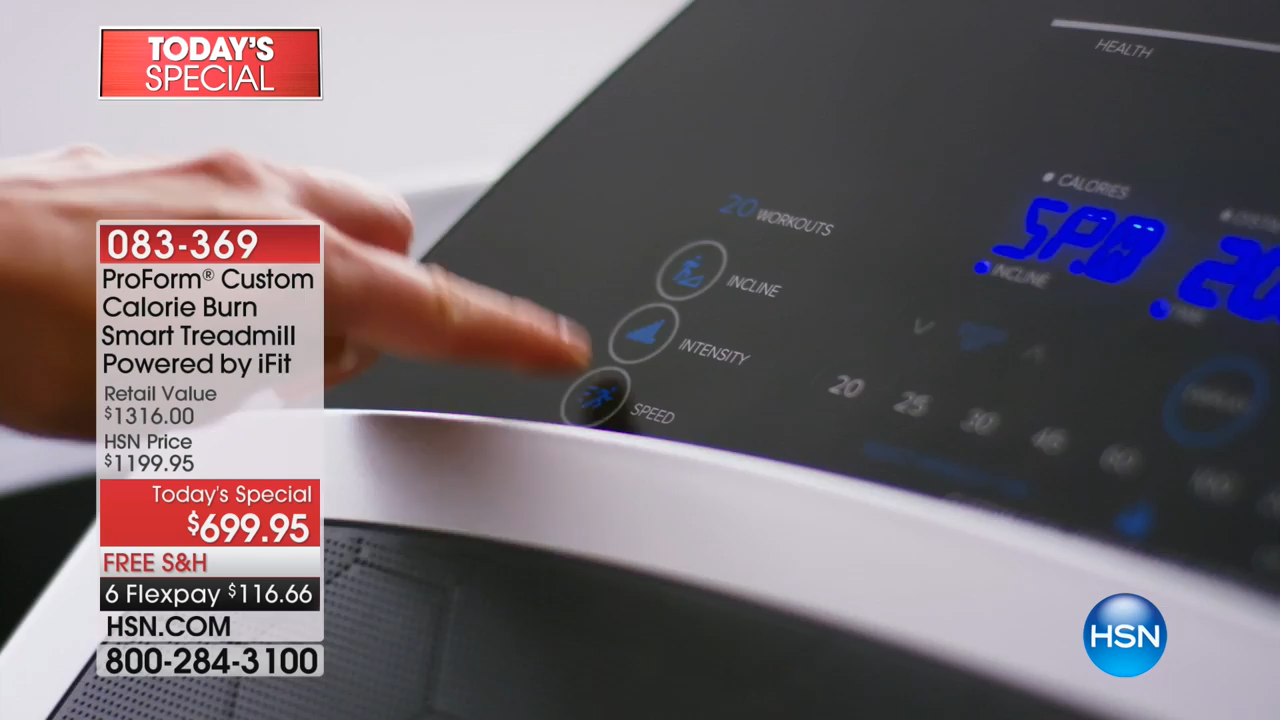 TODAY'S
SPECIAL
083-369
ProForm® Custom
Calorie Burn
Smart Treadmill
Powered by iFit
Retail Value
$1316.00
HSN Price
$1199.95
Today's Special
$699.95
FREE S&H
6 Flexpay $116.66
HSN.COM
800-284-3100
HEALTH
CALORIES
20 WORKOUTS
INCLINE
INCLINE
INTENSITY
SPEED
20 25 30 45 60
HSN